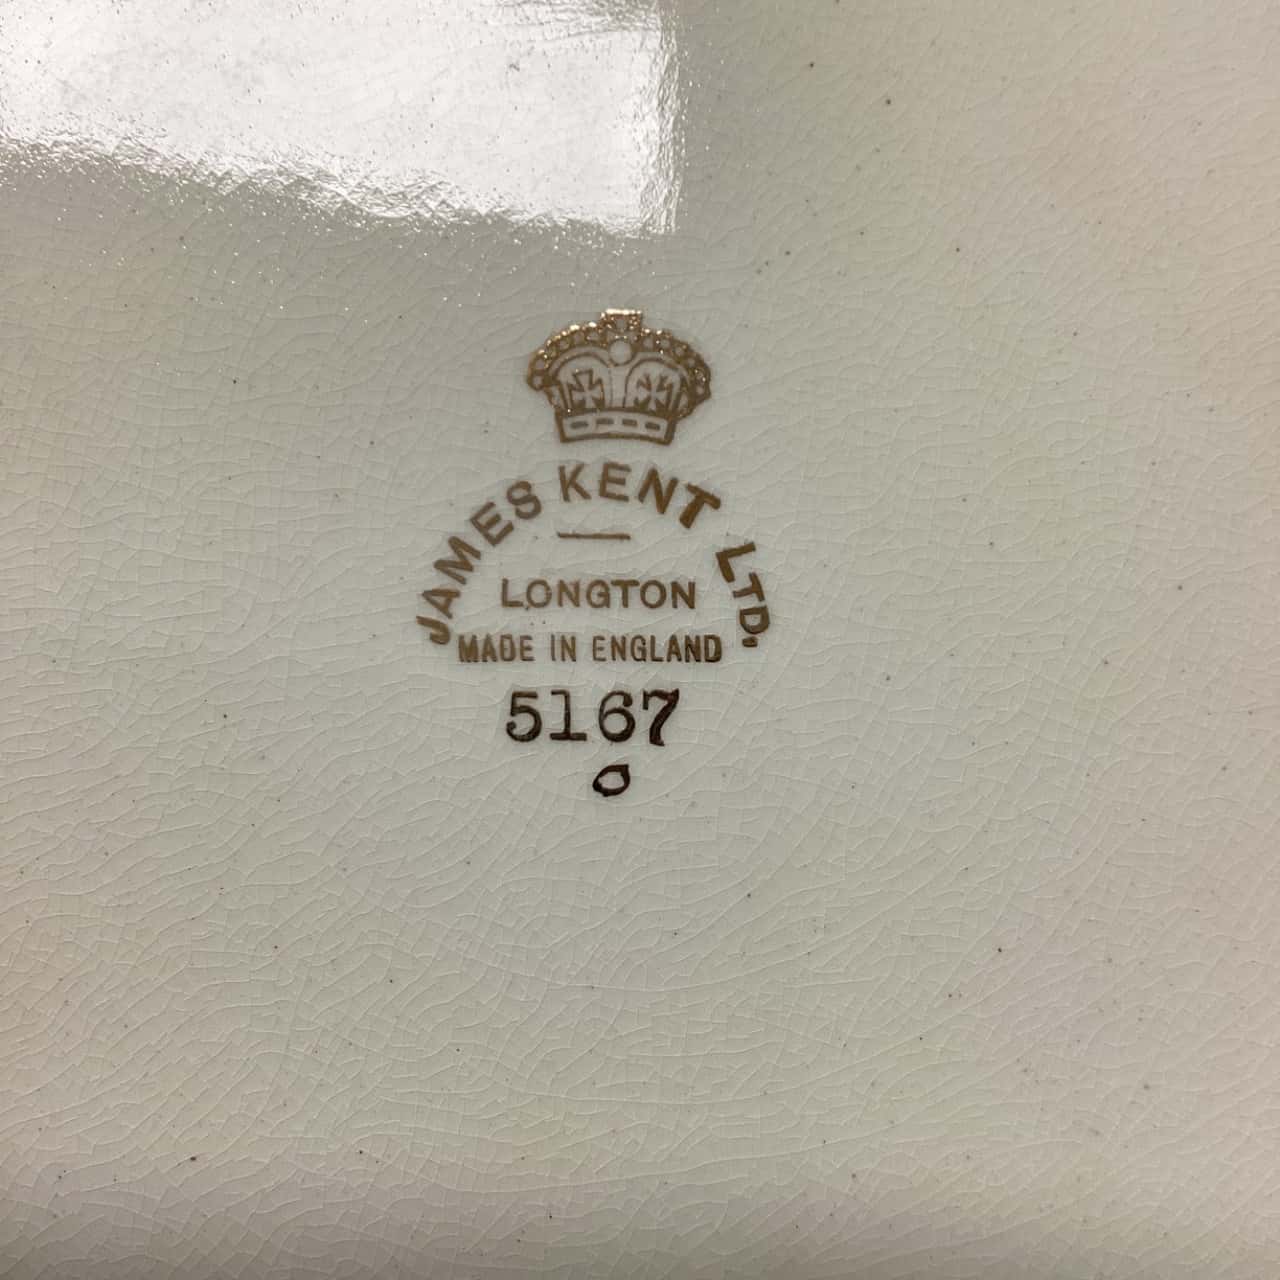 JAMES KENT LTD.
LONGTON
MADE IN ENGLAND
5167